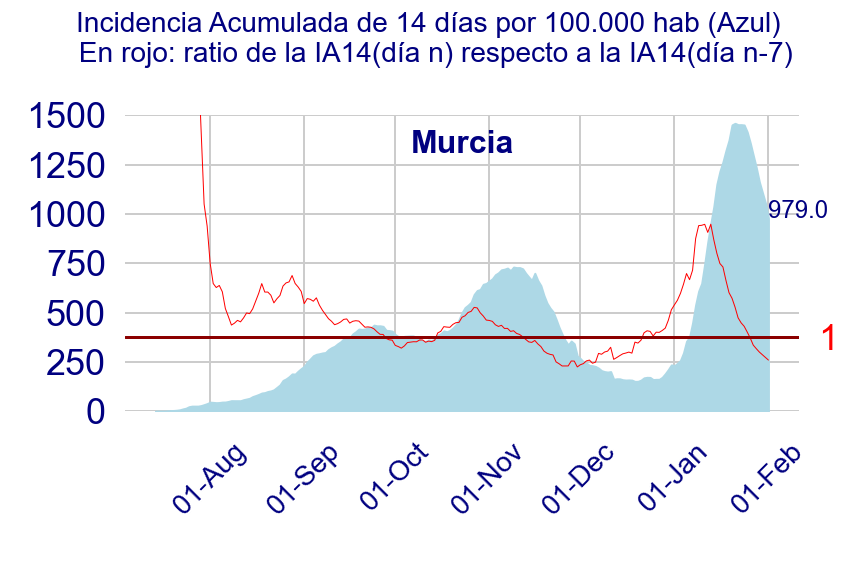 Incidencia Acumulada de 14 días por 100.000 hab (Azul)
En rojo: ratio de la IA14(día n) respecto a la IA14(día n-7)
Murcia
1500
1250
1000
750
500
250
0
979.0
1
01-Aug
01-Sep
01-Oct
01-Nov
01-Dec
01-Jan
01-Feb